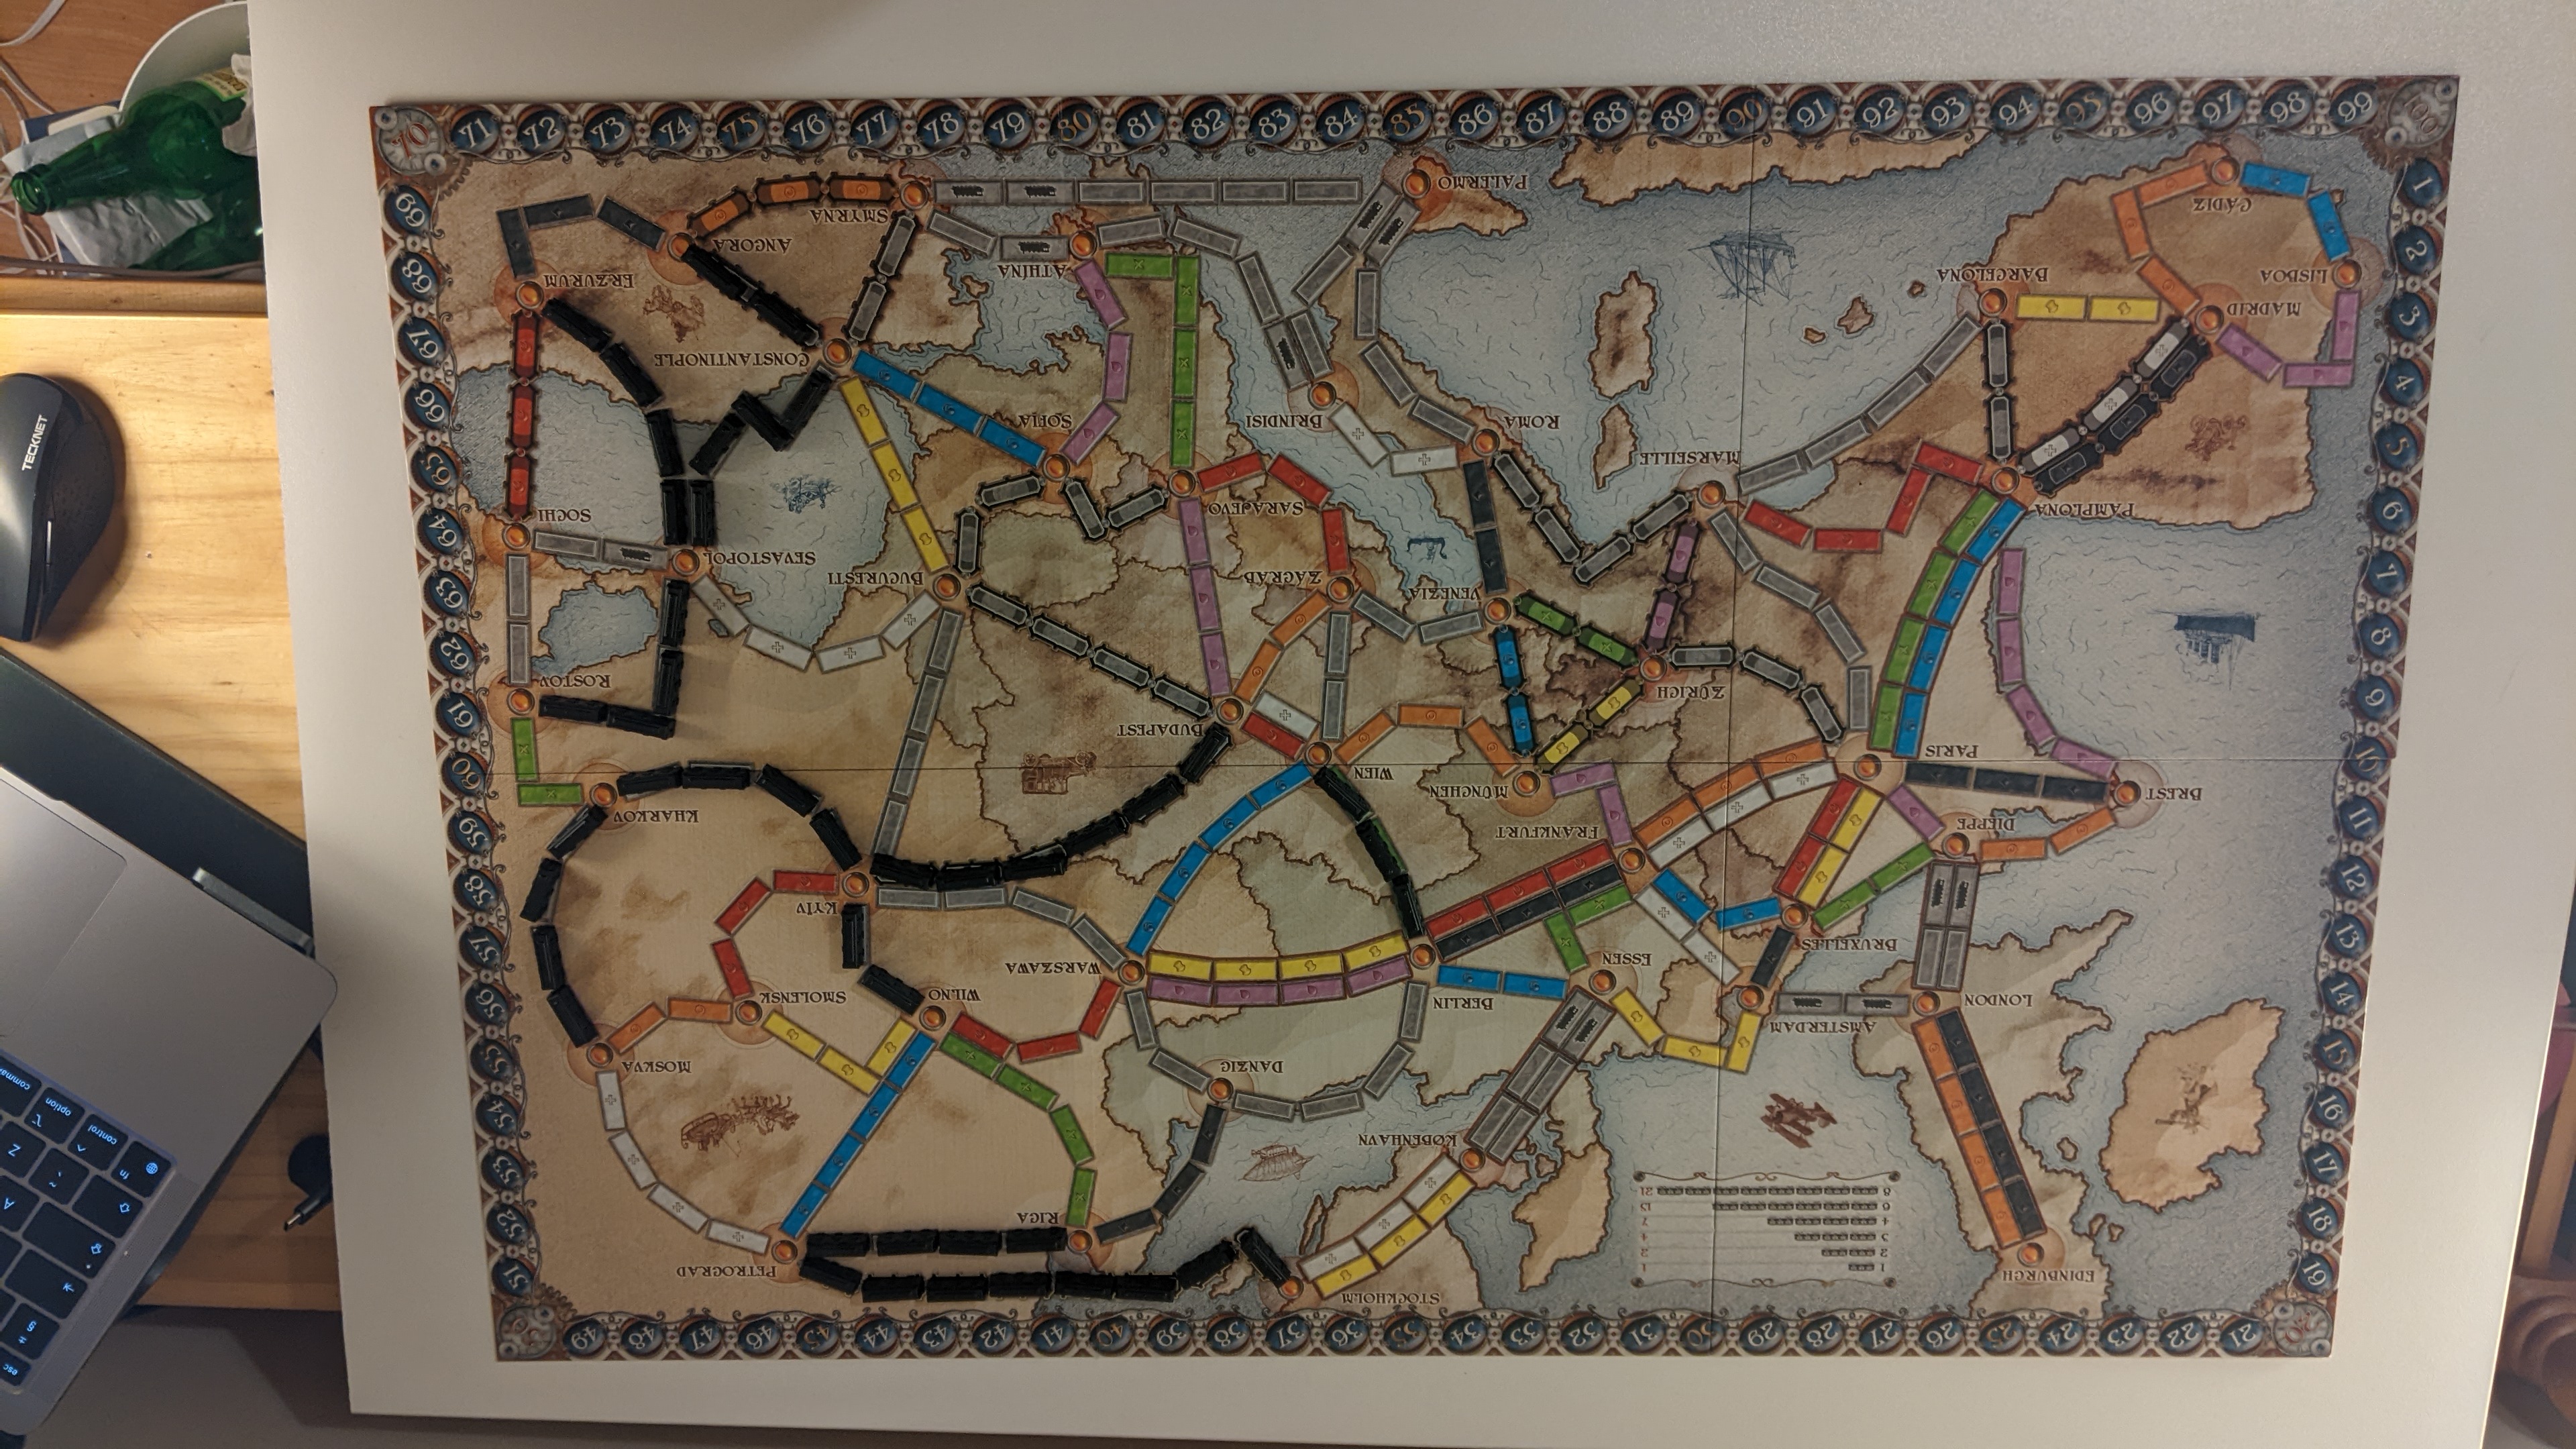 70 71 72 73 74 75 76 77 78 79 80 81 82 83 84 85 86 87 88 89 90 91 92 93 94 95 96 97 98 99
69
68
67
66
65
64
63
62
61
60
59
58
57
56
55
54
53
52
51
1
2
3
4
5
6
7
8
9
10
11
12
13
14
15
16
17
18
19
20
49 48 47 46 45 44 43 42 41 40 39 38 37 36 35 34 33 32 31 30 29 28 27 26 25 24 23 22 21
EDINBURGH
STOCKHOLM
PETROGRAD
RIGA
KØBENHAVN
DANZIG
MOSKVA
AMSTERDAM
LONDON
BERLIN
WILNO
SMOLENSK
ESSEN
WARSZAWA
BRUXELLES
KYÏV
FRANKFURT
DIEPPE
KHARKOV
BREST
MÜNCHEN
WIEN
PARIS
BUDAPEST
ZÜRICH
ROSTOV
VENEZIA
ZÁGRÁB
BUCURESTI
SEVASTOPOL
SOCHI
SARAJEVO
PAMPLONA
MARSEILLE
ROMA
BRINDISI
SOFIA
CONSTANTINOPLE
MADRID
BARCELONA
LISBOA
ERZURUM
ATHÍNA
ANGORA
SMYRNA
CÁDIZ
PALERMO
1 1
2 2
3 4
4 7
6 15
8 21
TECKNET
command
option
control
fn
Z
A
esc